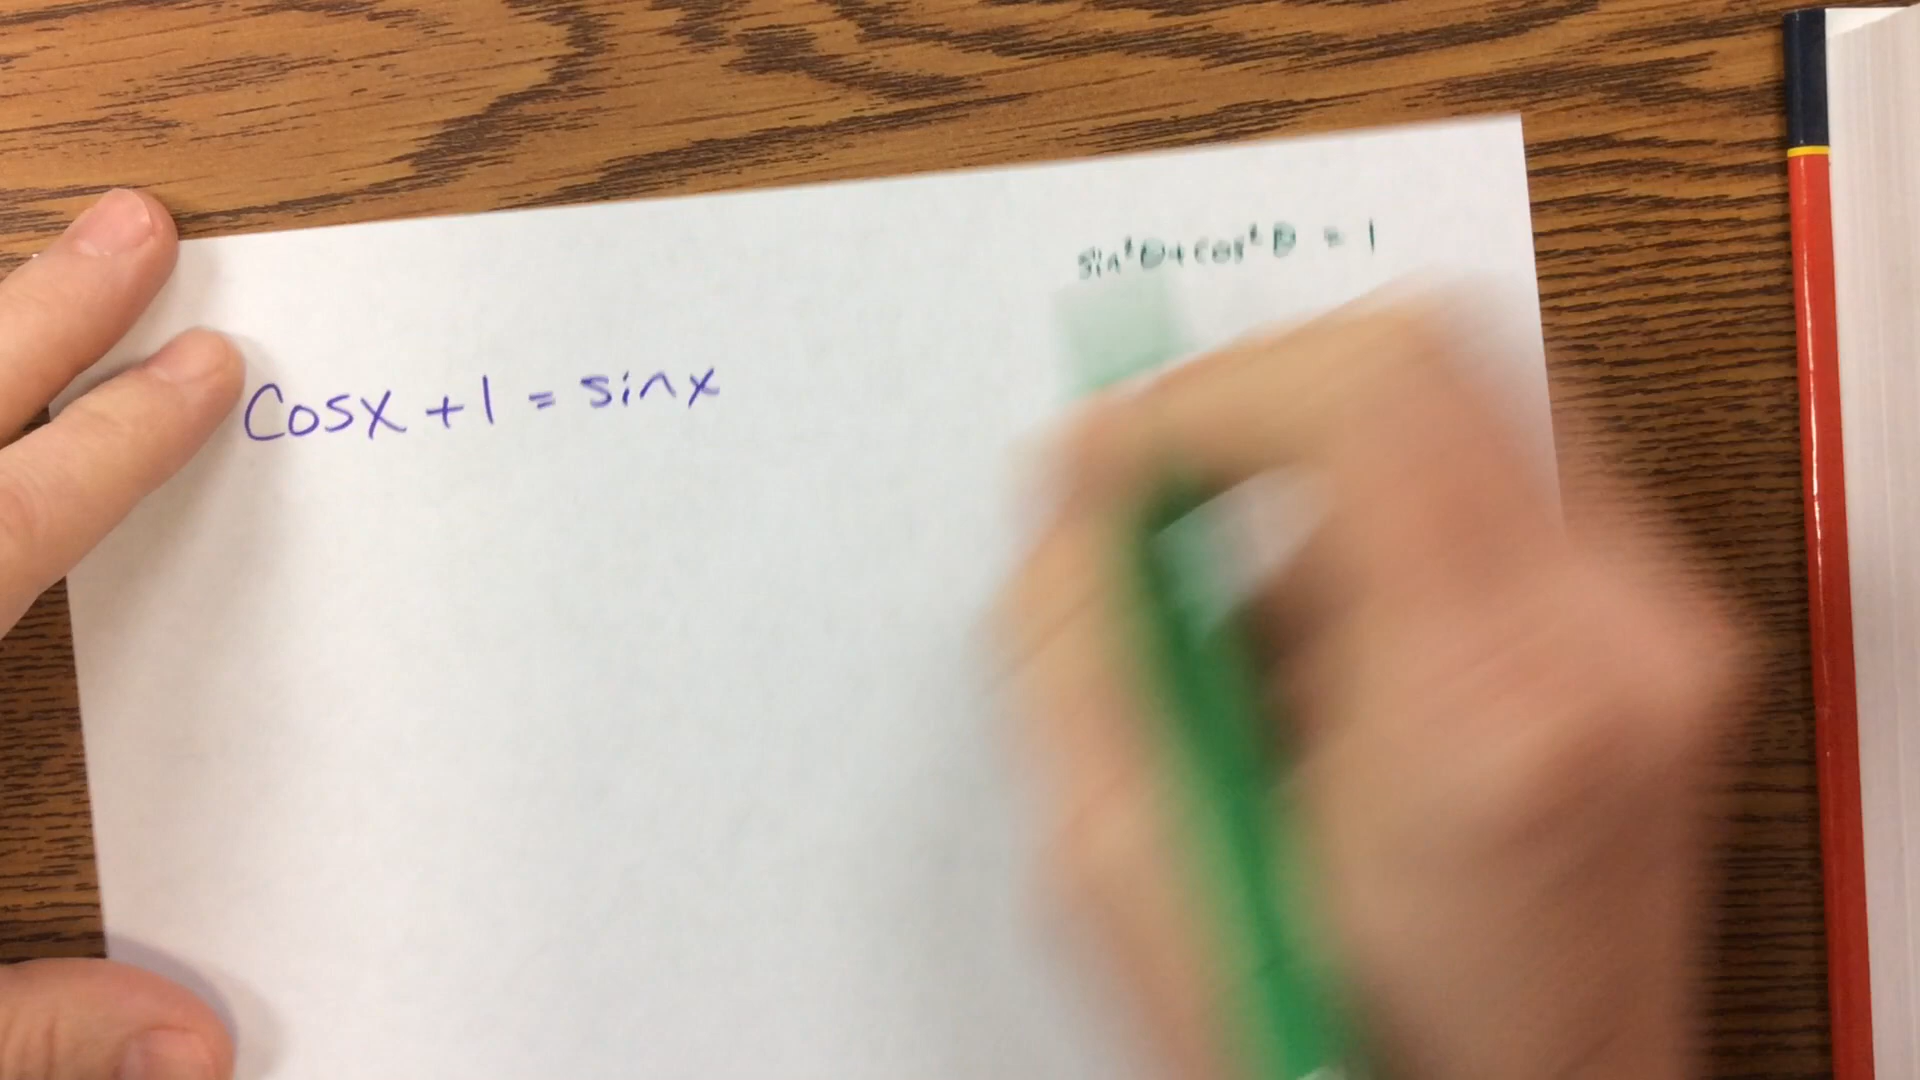 sin²θ+cos²θ = 1
Cosx +1 = sinx